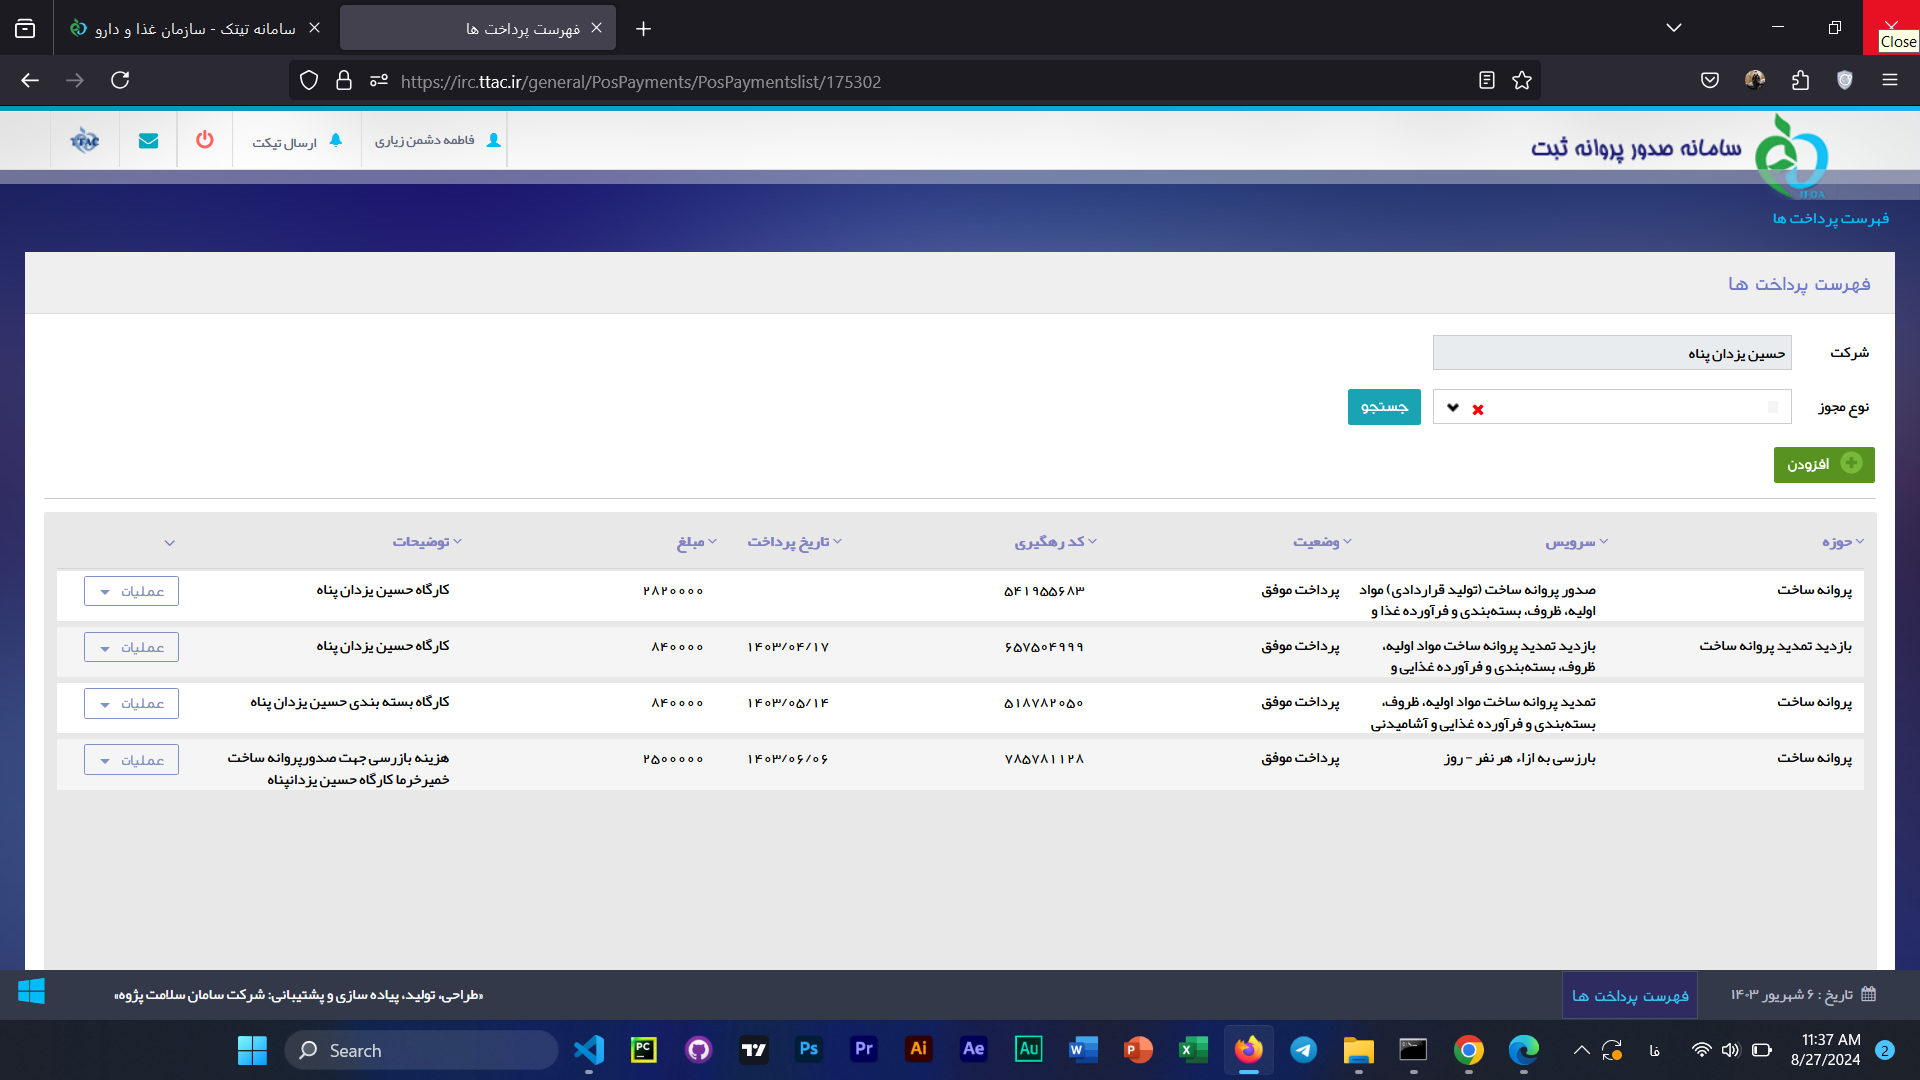 سامانه تیتک - سازمان غذا و دارو
فهرست پرداخت ها
Close
https://irc.ttac.ir/general/PosPayments/PosPaymentslist/175302
سامانه صدور پروانه ثبت
IFDA
فاطمه دشمن زیاری
ارسال تیکت
TTAC
فهرست پرداخت ها
فهرست پرداخت ها
شرکت
حسین یزدان پناه
نوع مجوز
جستجو
افزودن
حوزه سرویس وضعیت کد رهگیری تاریخ پرداخت مبلغ توضیحات
پروانه ساخت صدور پروانه ساخت (تولید قراردادی) مواد پرداخت موفق ۵۴۱۹۵۵۶۸۳ ۲۸۲۰۰۰۰ کارگاه حسین یزدان پناه عملیات
اولیه، ظروف، بسته‌بندی و فرآورده غذا و
بازدید تمدید پروانه ساخت بازدید تمدید پروانه ساخت مواد اولیه، پرداخت موفق ۶۵۷۵۰۴۹۹۹ ۱۴۰۳/۰۴/۱۷ ۸۴۰۰۰۰ کارگاه حسین یزدان پناه عملیات
ظروف، بسته‌بندی و فرآورده غذایی و
پروانه ساخت تمدید پروانه ساخت مواد اولیه، ظروف، پرداخت موفق ۵۱۸۷۸۲۰۵۰ ۱۴۰۳/۰۵/۱۴ ۸۴۰۰۰۰ کارگاه بسته بندی حسین یزدان پناه عملیات
بسته‌بندی و فرآورده غذایی و آشامیدنی
پروانه ساخت بارزسی به ازاء هر نفر - روز پرداخت موفق ۷۸۵۷۸۱۱۲۸ ۱۴۰۳/۰۶/۰۶ ۲۵۰۰۰۰۰ هزینه بازرسی جهت صدورپروانه ساخت عملیات
خمیرخرما کارگاه حسین یزدانپناه
تاریخ : ۶ شهریور ۱۴۰۳
فهرست پرداخت ها
«طراحی، تولید، پیاده سازی و پشتیبانی: شرکت سامان سلامت پژوه»
Search
PC
Ps
Pr
Ai
Ae
Au
W
P
X
فا
11:37 AM
8/27/2024
2